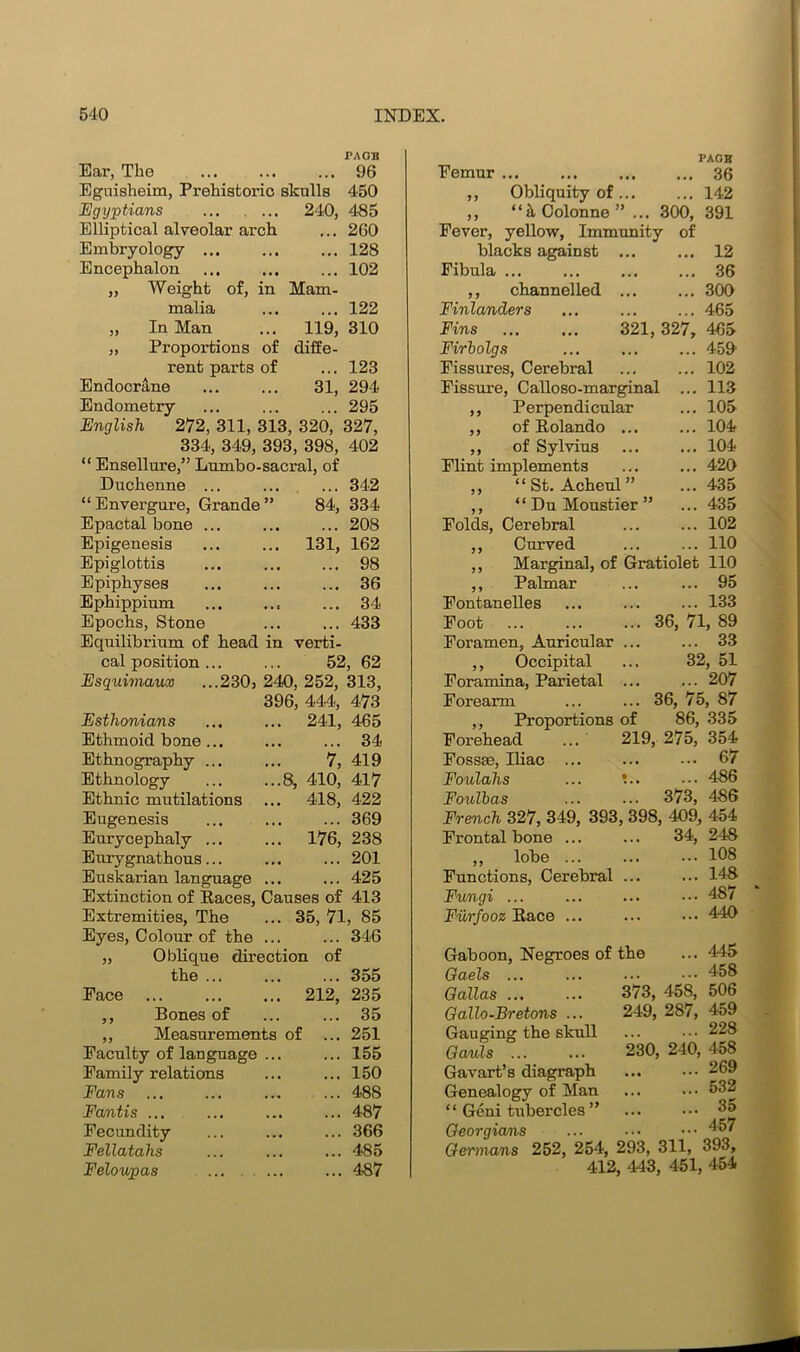 540 INDEX.
PAGE
Ear, The ... ... ... 96
Eguisheim, Prehistoric skulls 450
Egyptians ... ... 240, 485
Elliptical alveolar arch ... 260
Embryology ... ... ... 128
Encephalon ... ... ... 102
„ Weight of, in Mam-
malia ... ... 122
„ In Man ... 119, 310
„ Proportions of diffe-
rent parts of ... 123
Endocrâne ... ... 31, 294
Endometry ... ... ... 295
English 272, 311, 313, 320, 327,
334, 349, 393, 398, 402
“Ensellure,” Lumbo-sacral, of
Duchenne ... ... ... 342
“Envergure, Grande” 84, 334
Epactal bone ... ... ... 208
Epigenesis ... ... 131, 162
Epiglottis ... ... ... 98
Epiphyses ... ... ... 36
Ephippium ... ... ... 34
Epochs, Stone ... ... 433
Equilibrium of head in verti-
cal position ... ... 52, 62
Esquimaux ...230, 240, 252, 313,
396, 444, 473
Esthonians ... ... 241, 465
Ethmoid bone ... ... ... 34
Ethnography ... ... 7, 419
Ethnology ... ...8, 410, 417
Ethnic mutilations ... 418, 422
Eugenesis ... ... ... 369
Eurycephaly ... ... 176, 238
Eurygnathous... ... ... 201
Euskarian language ... ... 425
Extinction of Races, Causes of 413
Extremities, The ... 35, 71, 85
Eyes, Colour of the ... ... 346
„ Oblique direction of
the ... ... ... 355
Face ... ... ... 212, 235
„ Bones of ... ... 35
„ Measurements of ... 251
Faculty of language ... ... 155
Family relations ... ... 150
Fans ... ... ... ... 488
Fantis ... ... ... ... 487
Fecundity ... ... ... 366
Fellatahs ... ... ... 485
Feloupas ... ... ... 487
PAGE
Femur ... ... ... ... 36
„ Obliquity of ... ... 142
„ “à Colonne” ... 300, 391
Fever, yellow, Immunity of
blacks against ... ... 12
Fibula ... ... ... ... 36
„ channelled ... ... 300
Finlanders ... ... ... 465
Fins ... ... 321, 327, 465
Firbolgs ... ... ... 459
Fissures, Cerebral ... ... 102
Fissure, Calloso-marginal ... 113
„ Perpendicular ... 105
„ of Rolando ... ... 104
„ of Sylvius ... ... 104
Flint implements ... ... 420
„ “St. Acheul” ... 435
„ “Du Moustier” ... 435
Folds, Cerebral ... ... 102
„ Curved ... ... 110
„ Marginal, of Gratiolet 110
„ Palmar ... ... 95
Fontanelles ... ... ... 133
Foot ... ... ... 36, 71, 89
Foramen, Auricular ... ... 33
„ Occipital ... 32, 51
Foramina, Parietal ... ... 207
Forearm ... ... 36, 75, 87
„ Proportions of 86, 335
Forehead ... 219, 275, 354
Fossæ, Iliac ... ... ... 67
Foulahs ... ... ... 486
Foulbas ... ... 373, 486
French 327, 349, 393, 398, 409, 454
Frontal bone ... ... 34, 248
„ lobe ... ... ... 108
Functions, Cerebral ... ... 148
Fungi ... ... ... ... 487
Fürfooz Race ... ... ... 440
Gaboon, Negroes of the ... 445
Gaels ... ... ... ... 458
Gallas ... ... 373, 458, 506
Gallo-Bretons ... 249, 287, 459
Gauging the skull ... ... 228
Gauls ... ... 230, 240, 458
Gavart’s diagraph ... ... 269
Genealogy of Man ... ... 532
“Géni tubercles” ... ... 35
Georgians ... ... ... 457
Germans 252, 254, 293, 311, 393,
412, 443, 451, 454